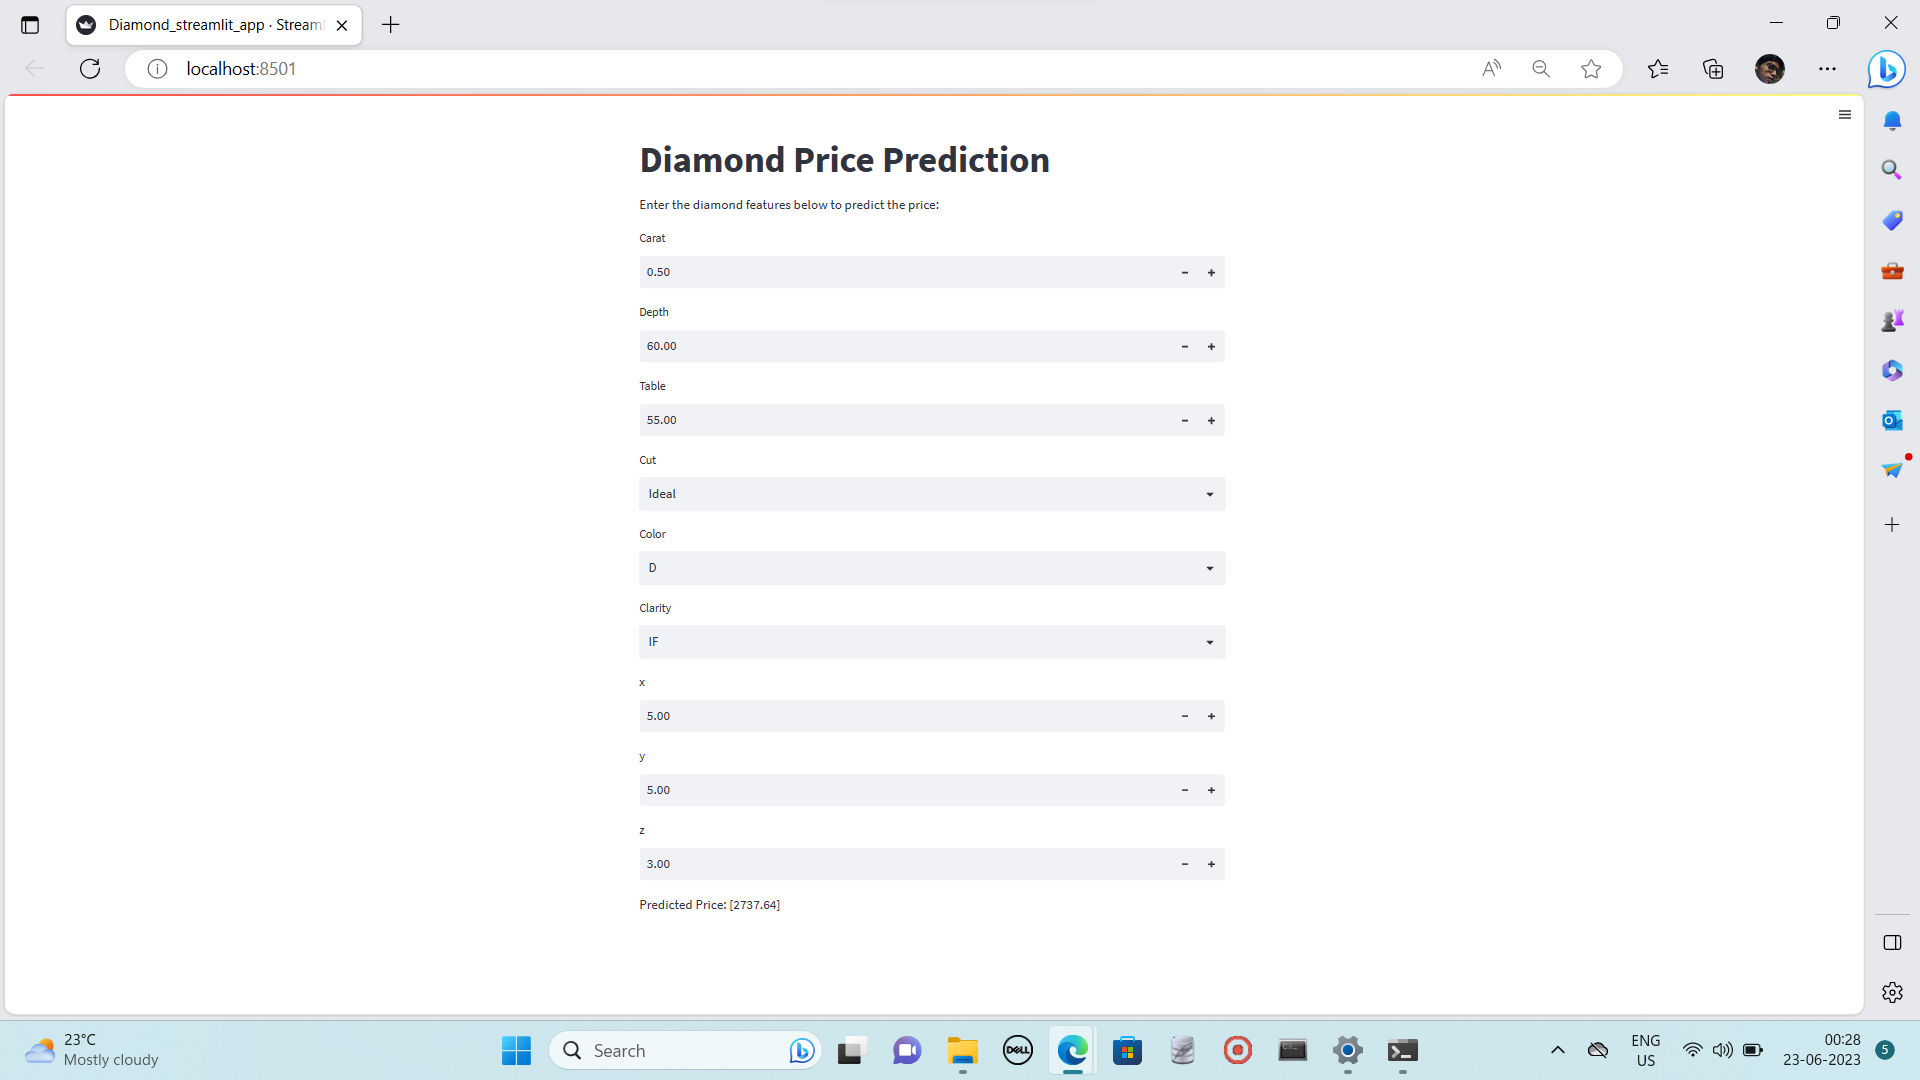 Diamond_streamlit_app · Stream
localhost:8501
Diamond Price Prediction
Enter the diamond features below to predict the price:
Carat
0.50
Depth
60.00
Table
55.00
Cut
Ideal
Color
D
Clarity
IF
x
5.00
y
5.00
z
3.00
Predicted Price: [2737.64]
23°C
Mostly cloudy
Search
DELL
ENG
US
00:28
23-06-2023
5